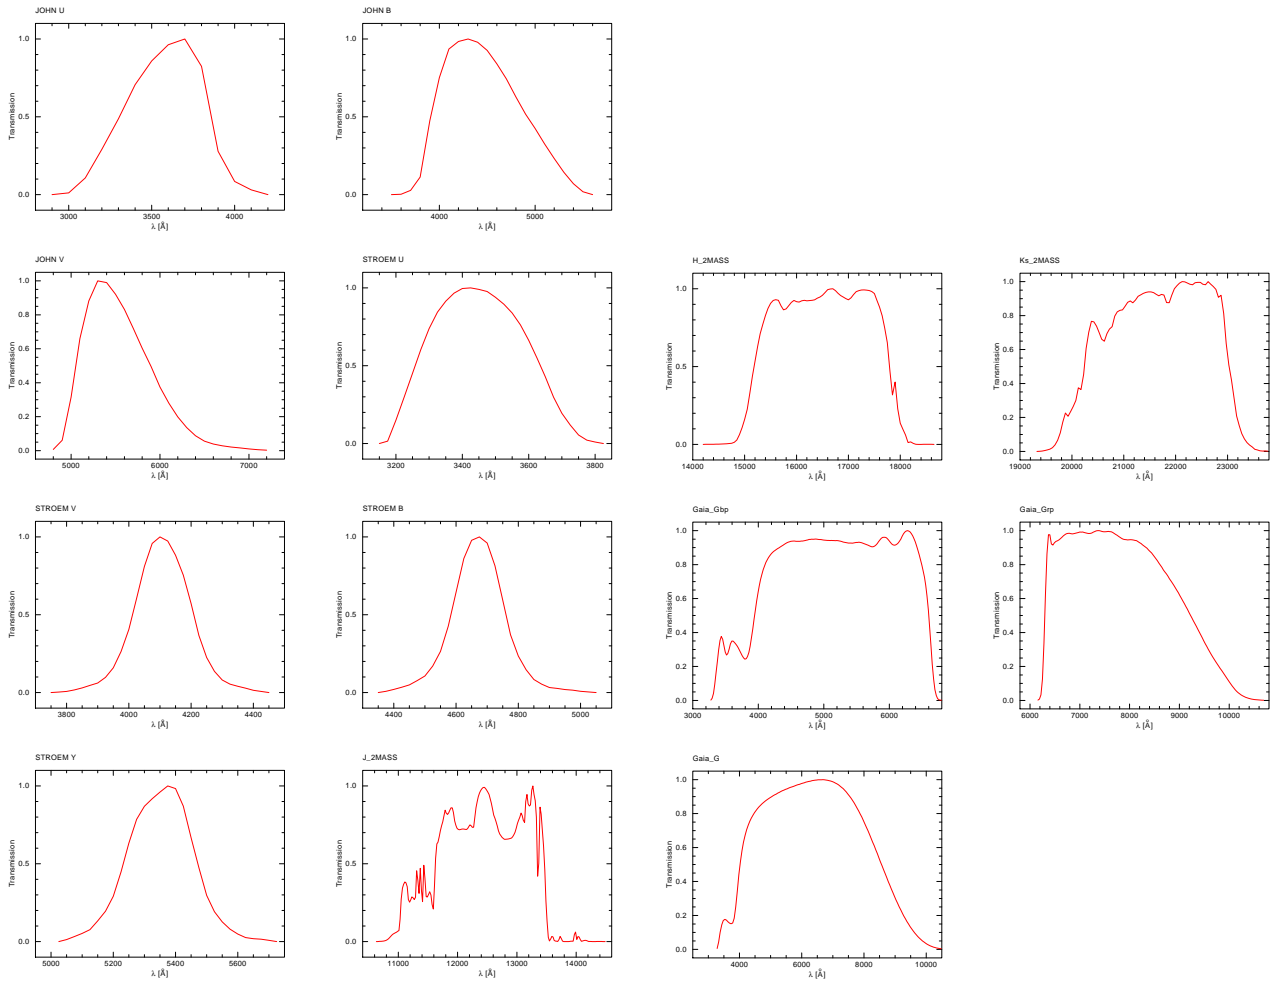 JOHN U
Transmission
1.0
0.5
0.0
3000
3500
4000
λ [Å]
JOHN B
Transmission
1.0
0.5
0.0
4000
5000
λ [Å]
JOHN V
Transmission
1.0
0.8
0.6
0.4
0.2
0.0
5000
6000
7000
λ [Å]
STROEM U
Transmission
1.0
0.5
0.0
3200
3400
3600
3800
λ [Å]
H_2MASS
Transmission
1.0
0.5
0.0
14000
15000
16000
17000
18000
λ [Å]
Ks_2MASS
Transmission
1.0
0.8
0.6
0.4
0.2
0.0
19000
20000
21000
22000
23000
λ [Å]
STROEM V
Transmission
1.0
0.5
0.0
3800
4000
4200
4400
λ [Å]
STROEM B
Transmission
1.0
0.5
0.0
4400
4600
4800
5000
λ [Å]
Gaia_Gbp
Transmission
1.0
0.8
0.6
0.4
0.2
0.0
3000
4000
5000
6000
λ [Å]
Gaia_Grp
Transmission
1.0
0.8
0.6
0.4
0.2
0.0
6000
7000
8000
9000
10000
λ [Å]
STROEM Y
Transmission
1.0
0.5
0.0
5000
5200
5400
5600
λ [Å]
J_2MASS
Transmission
1.0
0.5
0.0
11000
12000
13000
14000
λ [Å]
Gaia_G
Transmission
1.0
0.8
0.6
0.4
0.2
0.0
4000
6000
8000
10000
λ [Å]